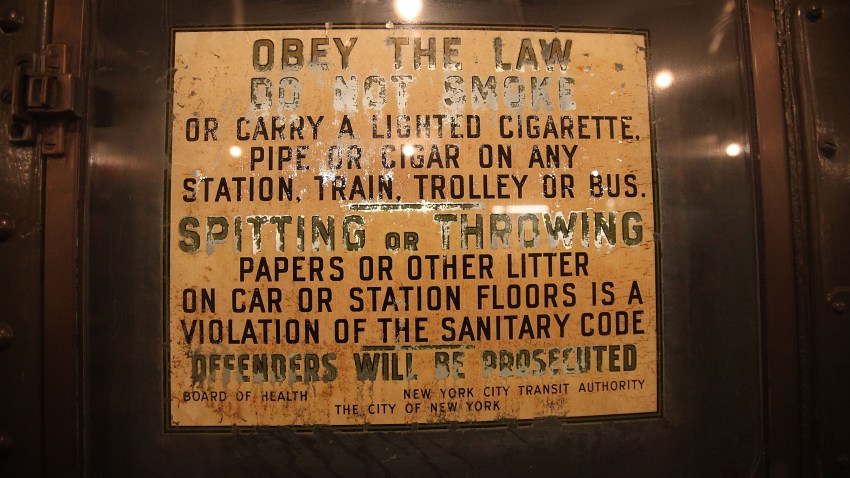 OBEY THE LAW
DO NOT SMOKE
OR CARRY A LIGHTED CIGARETTE,
PIPE OR CIGAR ON ANY
STATION, TRAIN, TROLLEY OR BUS.
SPITTING OR THROWING
PAPERS OR OTHER LITTER
ON CAR OR STATION FLOORS IS A
VIOLATION OF THE SANITARY CODE
OFFENDERS WILL BE PROSECUTED
BOARD OF HEALTH NEW YORK CITY TRANSIT AUTHORITY
THE CITY OF NEW YORK